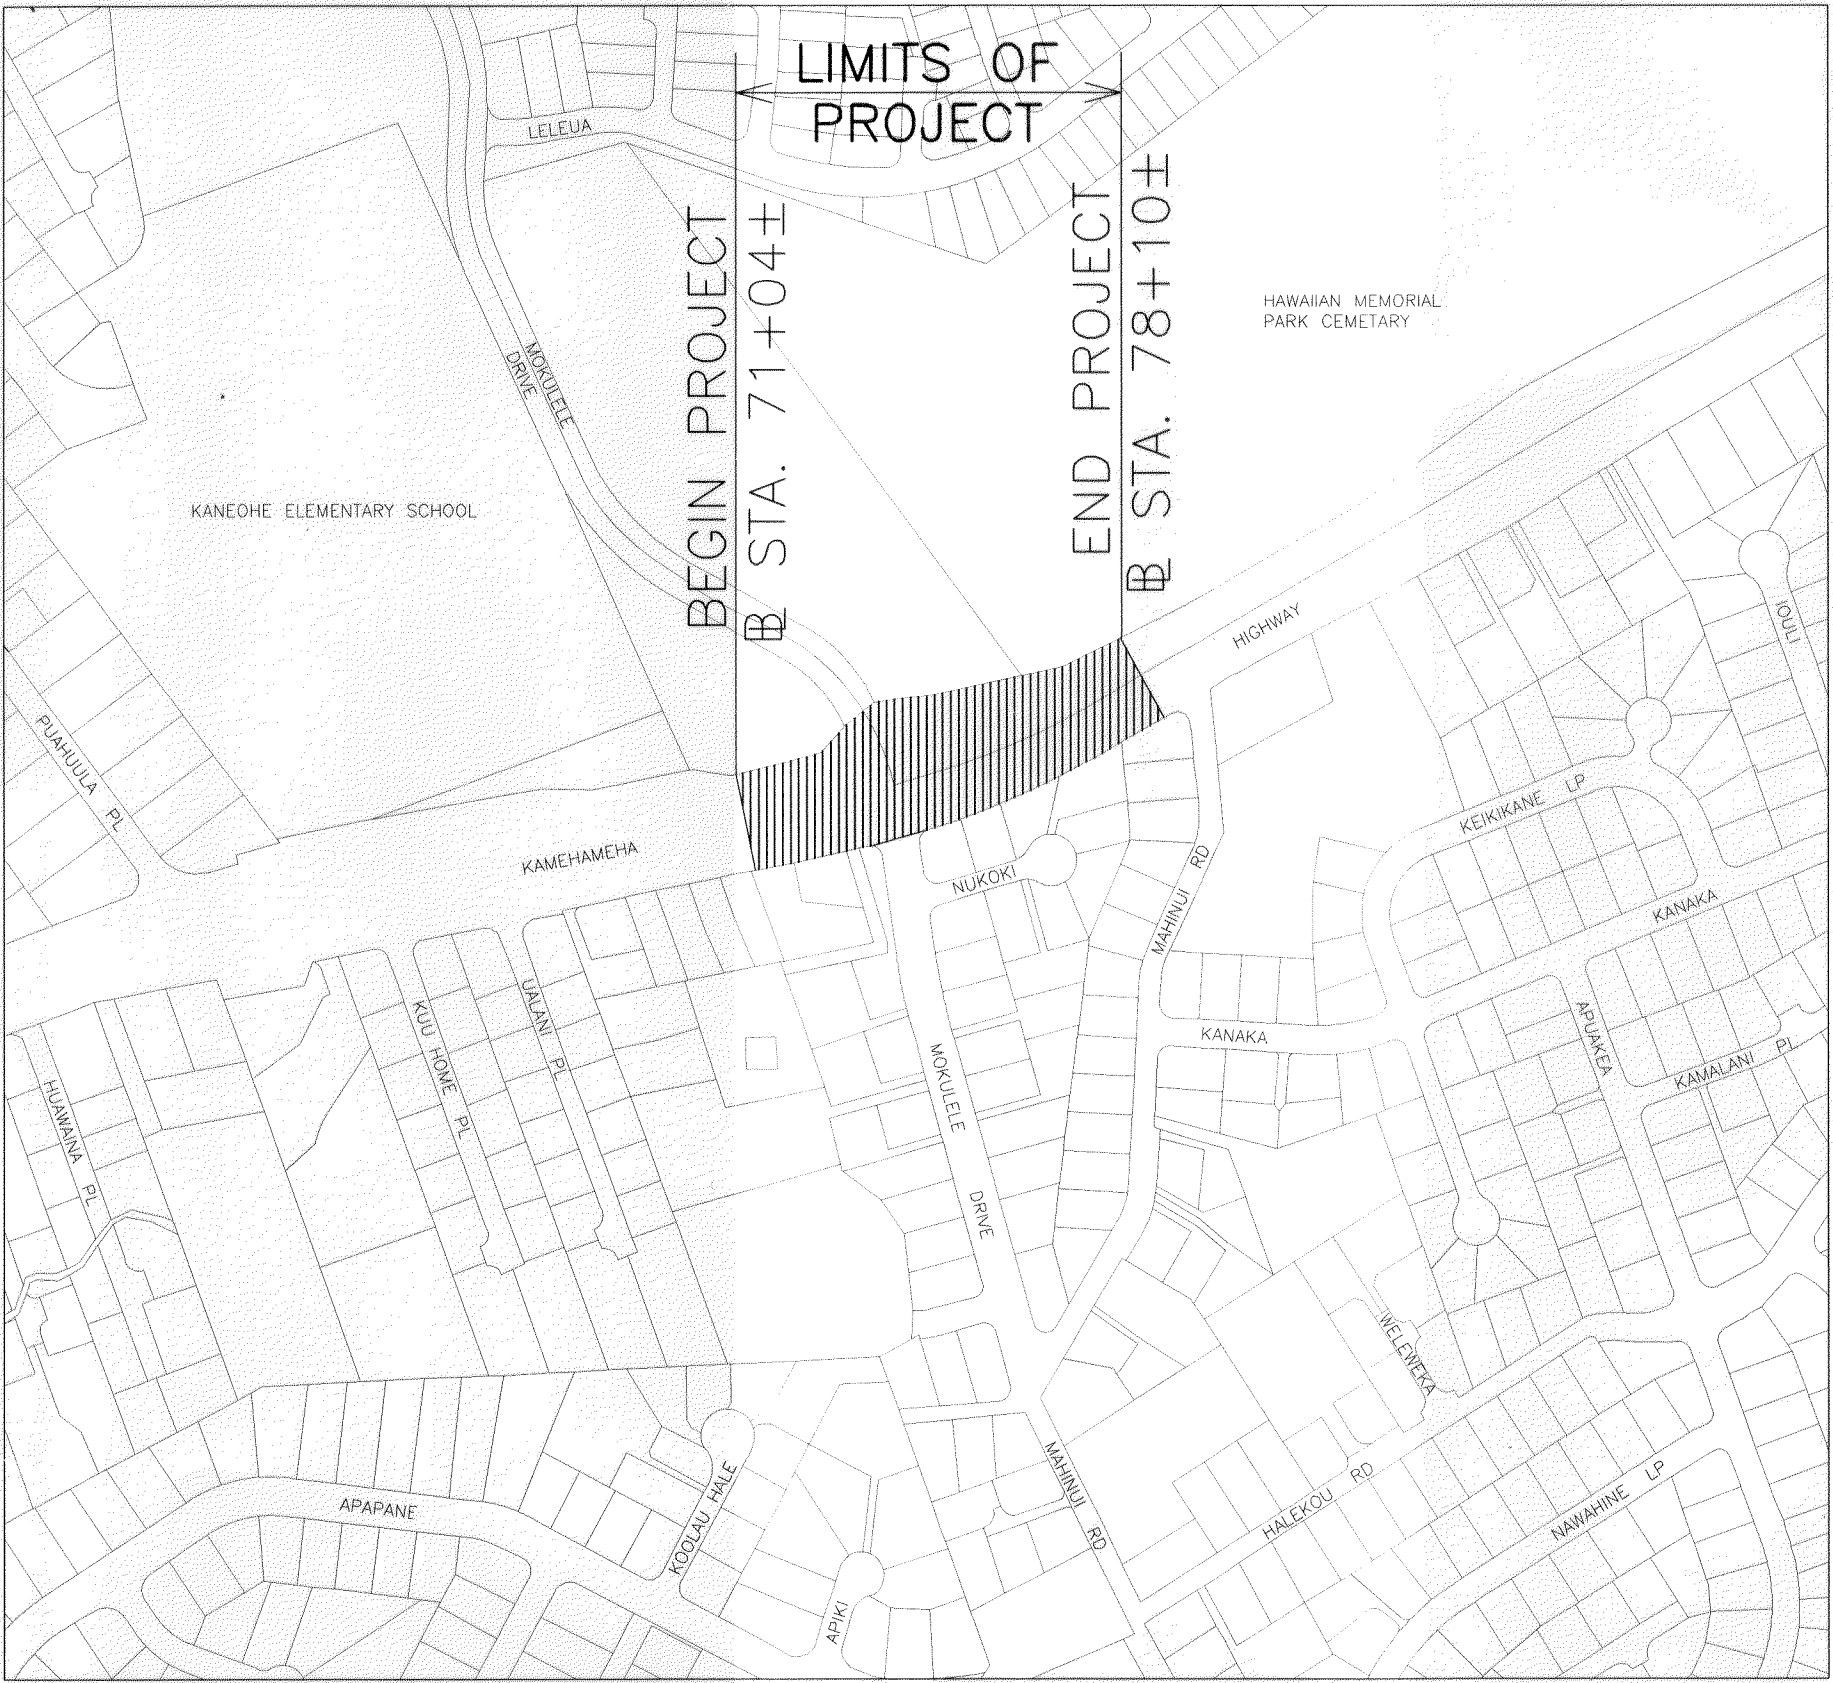 LIMITS OF
PROJECT
LELEUA
BEGIN PROJECT
BL STA. 71+04±
END PROJECT
BL STA. 78+10±
HAWAIIAN MEMORIAL
PARK CEMETARY
MOKULELE
DRIVE
KANEOHE ELEMENTARY SCHOOL
HIGHWAY
IOULI
PUAHUULA PL
KAMEHAMEHA
KEIKIKANE LP
NUKOKI
MAHINUI RD
KANAKA
KUU HOME PL
UALANI PL
KANAKA
APUAKEA
KAMALANI PL
HUAWAINA PL
MOKULELE
DRIVE
WELEWEKA
APAPANE
KOOLAU HALE
MAHINUI RD
HALEKOU RD
NAWAHINE LP
APIKI